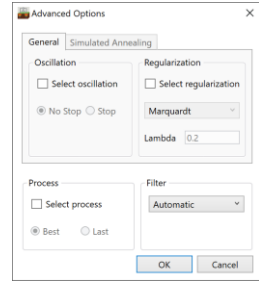 Advanced Options
General
Simulated Annealing
Oscillation
Select oscillation
No Stop
Stop
Regularization
Select regularization
Marquardt
Lambda
0.2
Process
Select process
Best
Last
Filter
Automatic
OK
Cancel